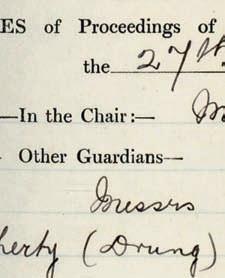 ES of Proceedings of
the 27th
—In the Chair:— M
Other Guardians—
Messrs
herty (Drung)